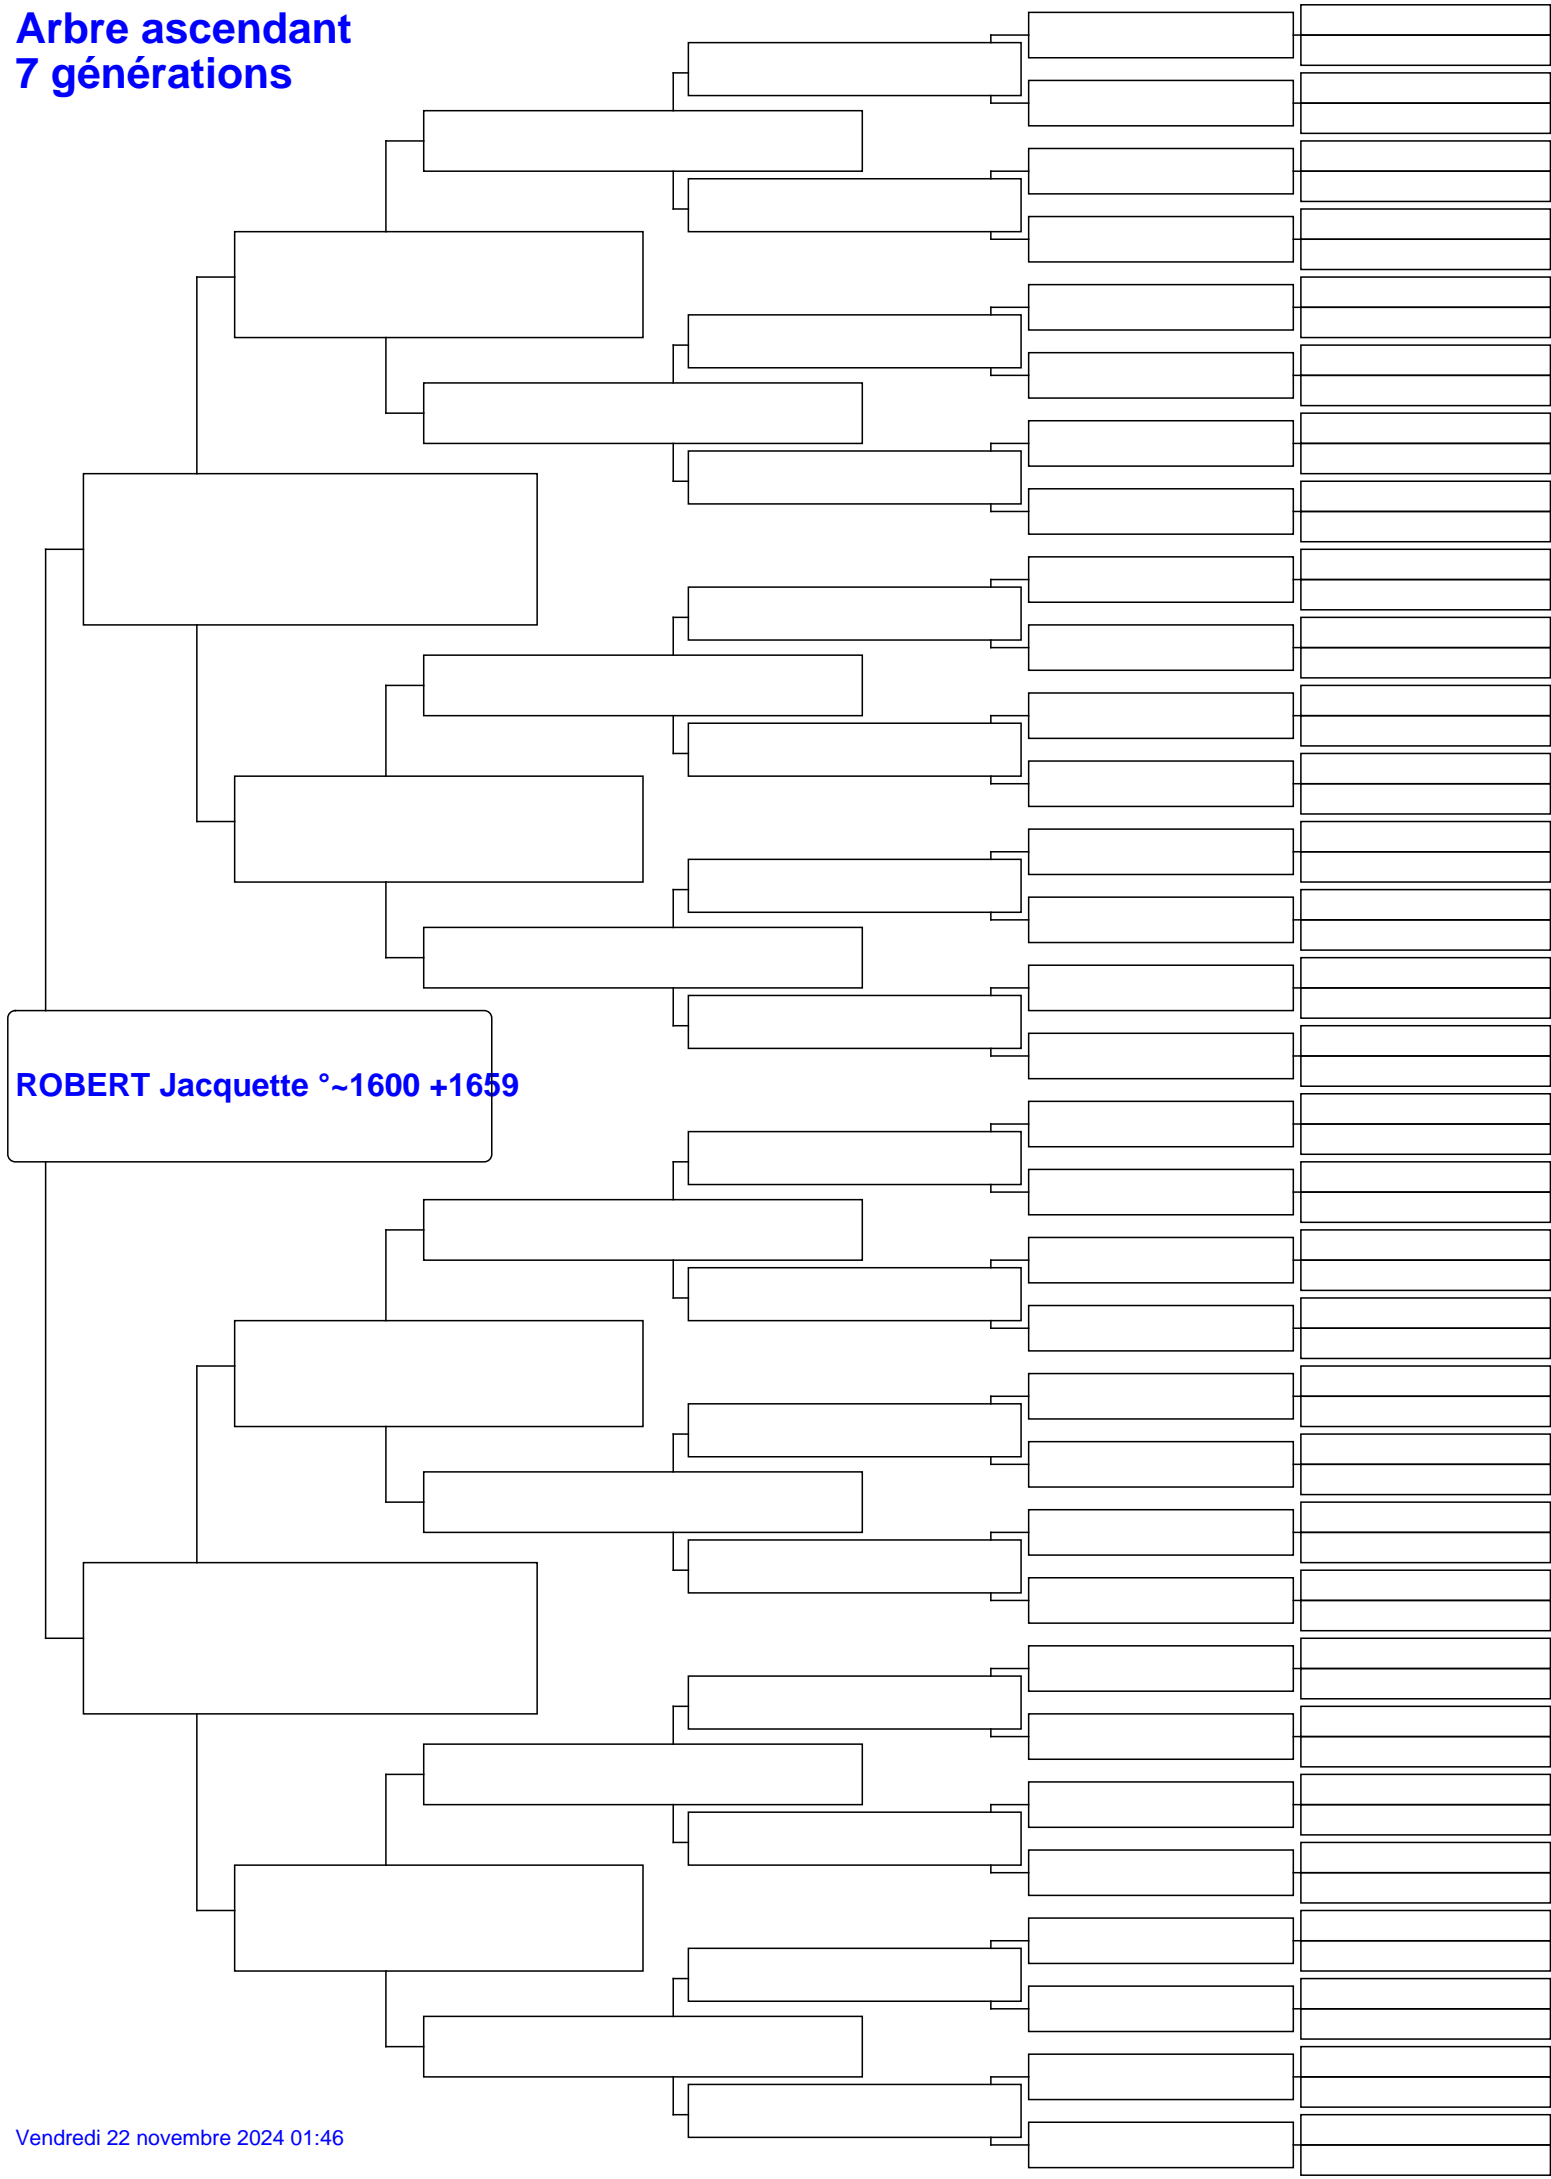 Arbre ascendant
7 générations
ROBERT Jacquette °~1600 +1659
Vendredi 22 novembre 2024 01:46